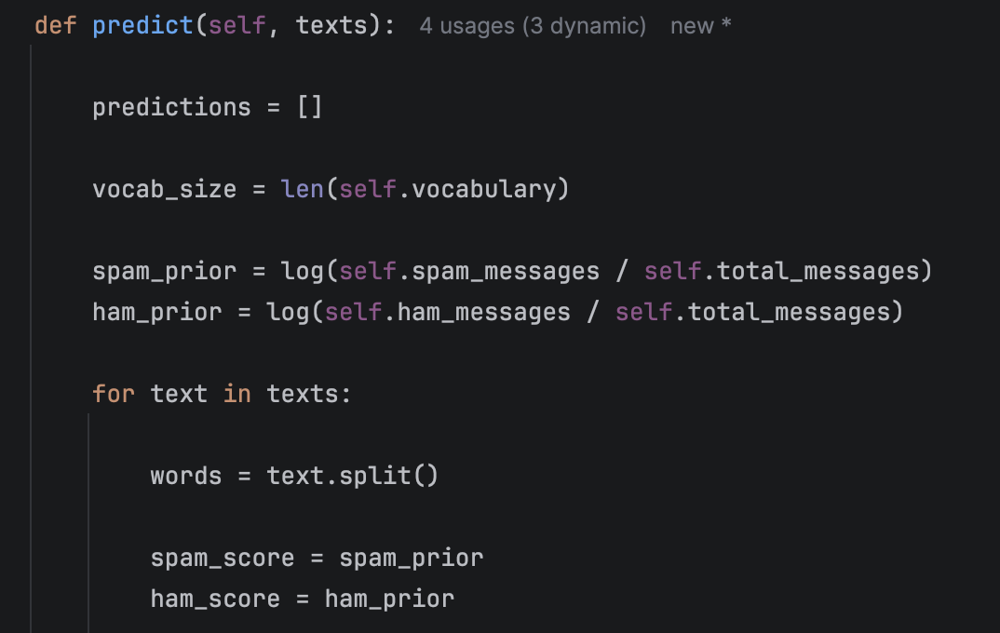 def predict(self, texts): 4 usages (3 dynamic) new *
predictions = []
vocab_size = len(self.vocabulary)
spam_prior = log(self.spam_messages / self.total_messages)
ham_prior = log(self.ham_messages / self.total_messages)
for text in texts:
words = text.split()
spam_score = spam_prior
ham_score = ham_prior